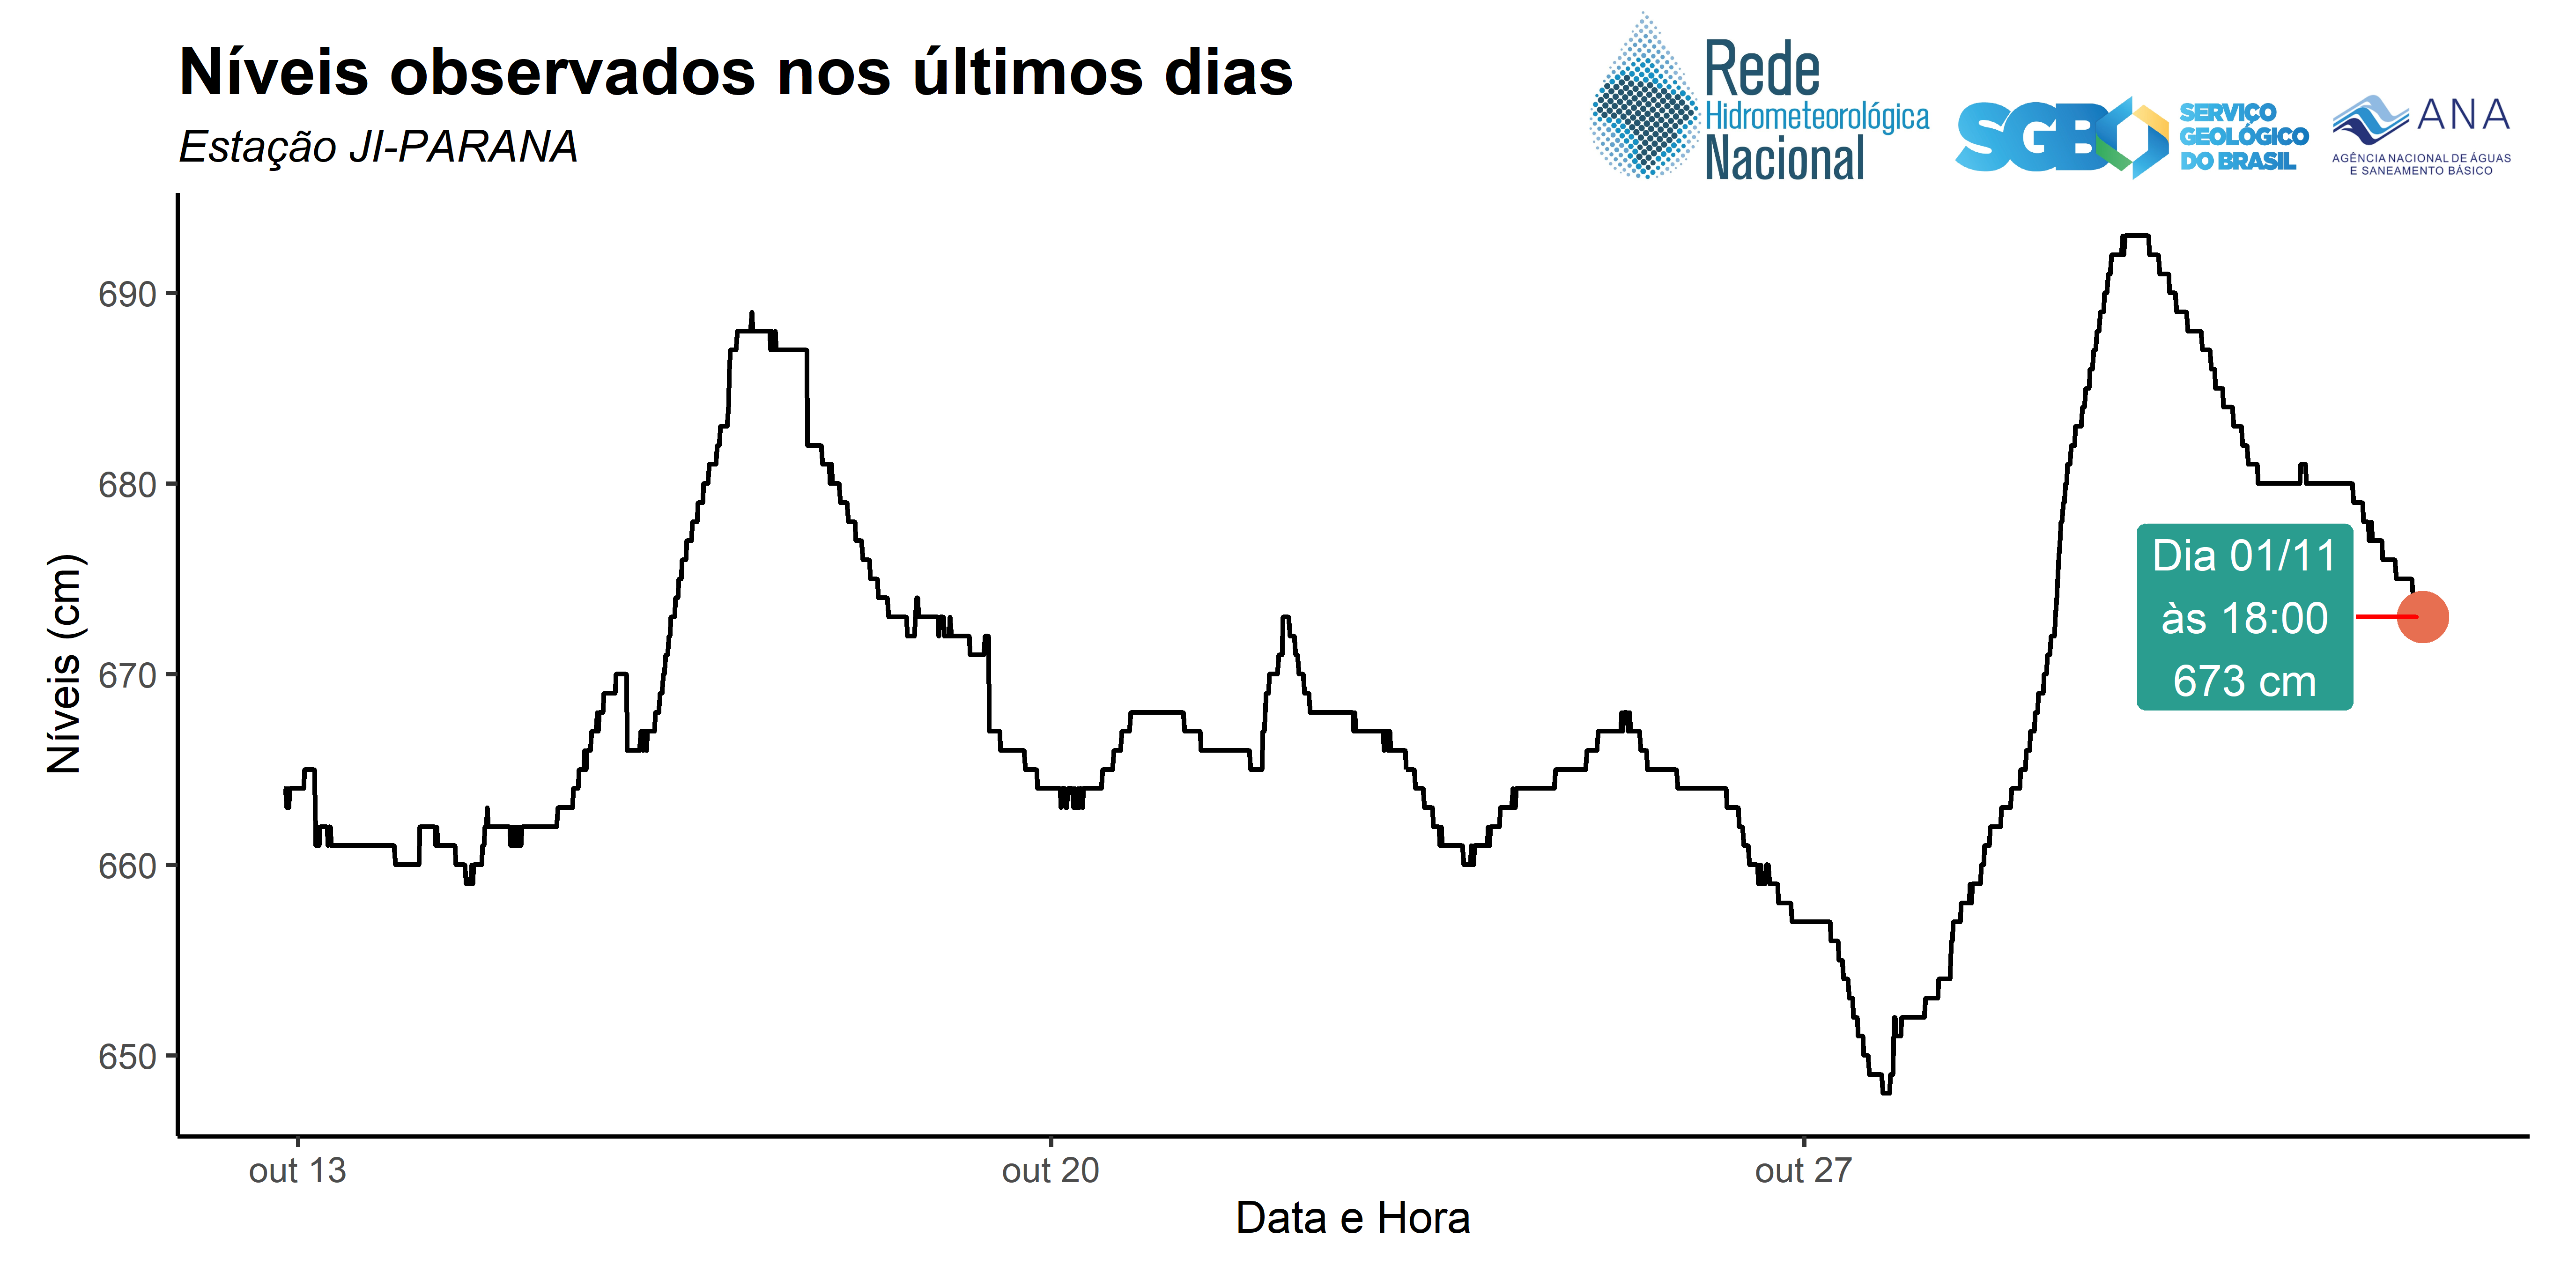 Níveis observados nos últimos dias
Estação JI-PARANA
Rede
Hidrometeorológica
Nacional
SGB
SERVIÇO
GEOLÓGICO
DO BRASIL
ANA
AGÊNCIA NACIONAL DE ÁGUAS
E SANEAMENTO BÁSICO
Níveis (cm)
690
680
670
660
650
Dia 01/11
às 18:00
673 cm
out 13
out 20
out 27
Data e Hora